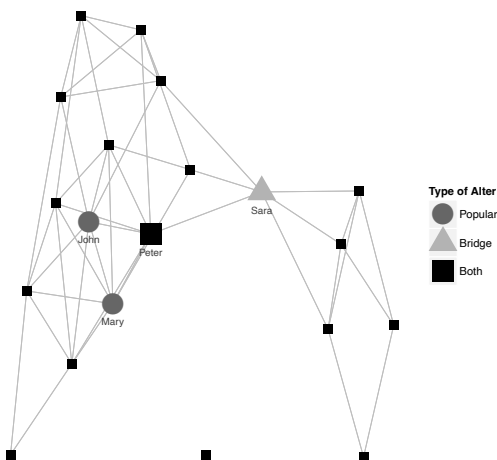 Sara
John
Peter
Mary
Type of Alter
Popular
Bridge
Both